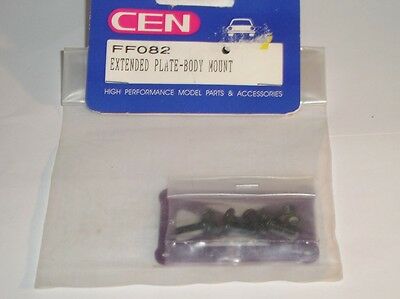 CEN
FF082
EXTENDED PLATE-BODY MOUNT
HIGH PERFORMANCE MODEL PARTS & ACCESSORIES